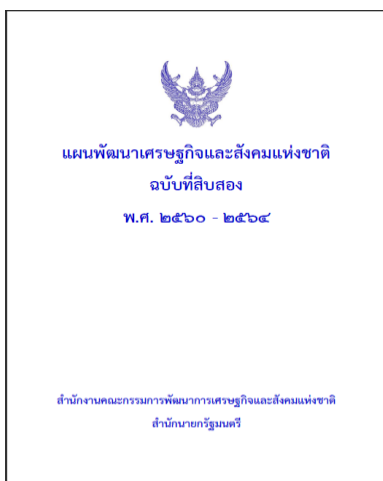 แผนพัฒนาเศรษฐกิจและสังคมแห่งชาติ
ฉบับที่สิบสอง
พ.ศ. ๒๕๖๐ - ๒๕๖๔
สำนักงานคณะกรรมการพัฒนาการเศรษฐกิจและสังคมแห่งชาติ
สำนักนายกรัฐมนตรี